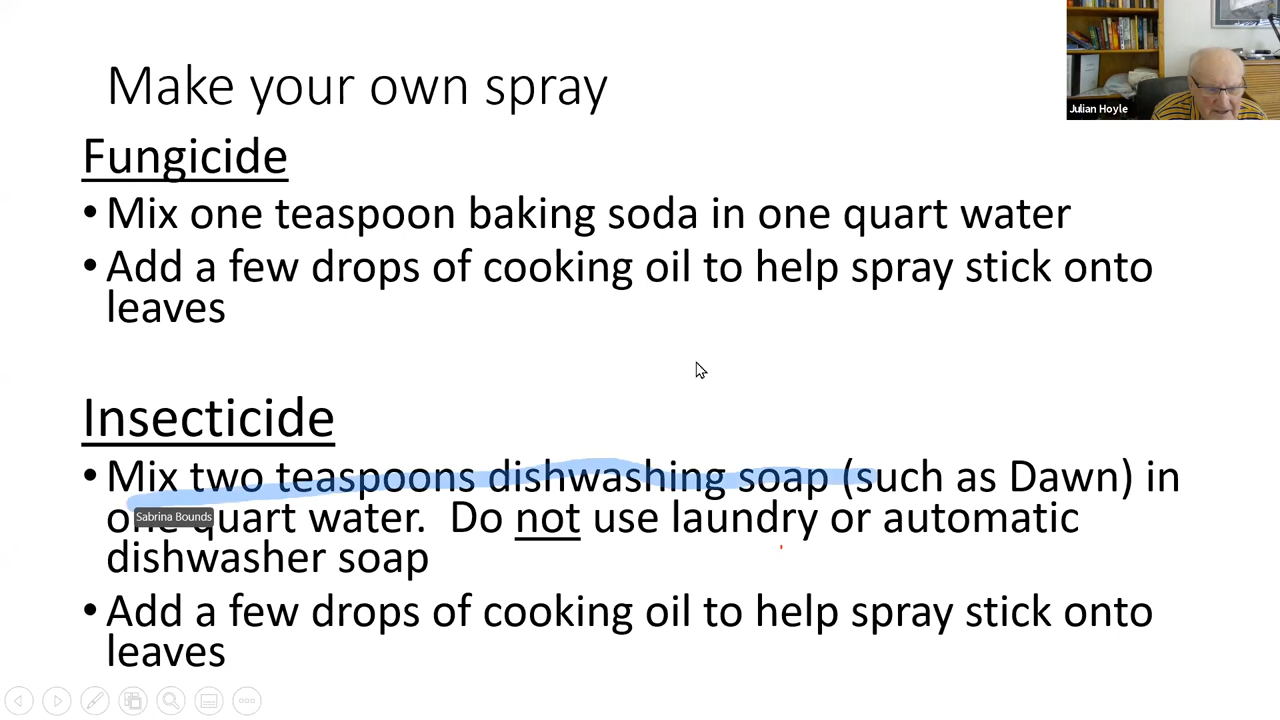 Julian Hoyle
Make your own spray
Fungicide
• Mix one teaspoon baking soda in one quart water
• Add a few drops of cooking oil to help spray stick onto
leaves
Insecticide
• Mix two teaspoons dishwashing soap (such as Dawn) in
Sabrina Bounds
one quart water. Do not use laundry or automatic
dishwasher soap
• Add a few drops of cooking oil to help spray stick onto
leaves